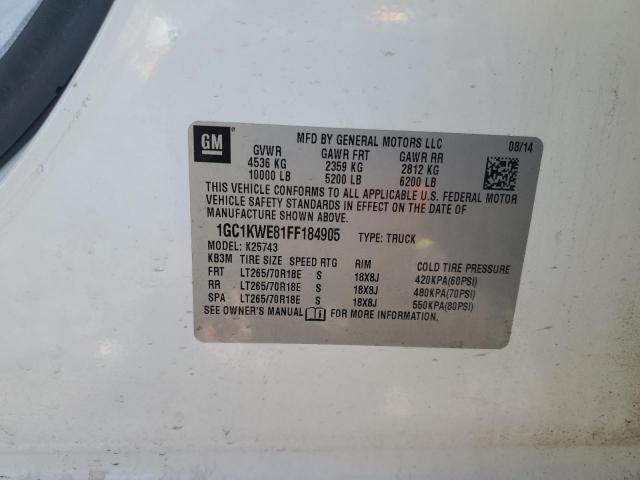 GM ® MFD BY GENERAL MOTORS LLC 08/14
GVWR GAWR FRT GAWR RR
4536 KG 2359 KG 2812 KG
10000 LB 5200 LB 6200 LB
THIS VEHICLE CONFORMS TO ALL APPLICABLE U.S. FEDERAL MOTOR
VEHICLE SAFETY STANDARDS IN EFFECT ON THE DATE OF
MANUFACTURE SHOWN ABOVE.
1GC1KWE81FF184905 TYPE: TRUCK
MODEL: K25743
KB3M TIRE SIZE SPEED RTG RIM COLD TIRE PRESSURE
FRT LT265/70R18E S 18X8J 420KPA(60PSI)
RR LT265/70R18E S 18X8J 480KPA(70PSI)
SPA LT265/70R18E S 18X8J 550KPA(80PSI)
SEE OWNER'S MANUAL FOR MORE INFORMATION.